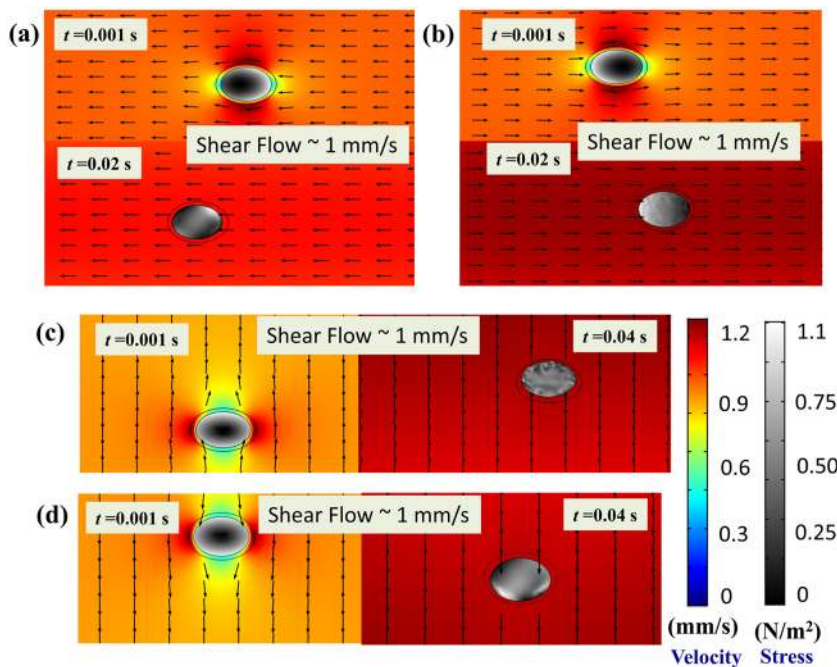 (a)
t=0.001 s
Shear Flow ~ 1 mm/s
t=0.02 s
(b)
t=0.001 s
Shear Flow ~ 1 mm/s
t=0.02 s
(c)
t=0.001 s
Shear Flow ~ 1 mm/s
t=0.04 s
(d)
t=0.001 s
Shear Flow ~ 1 mm/s
t=0.04 s
1.2
0.9
0.6
0.3
0
(mm/s)
Velocity
1.1
0.75
0.50
0.25
0
(N/m²)
Stress